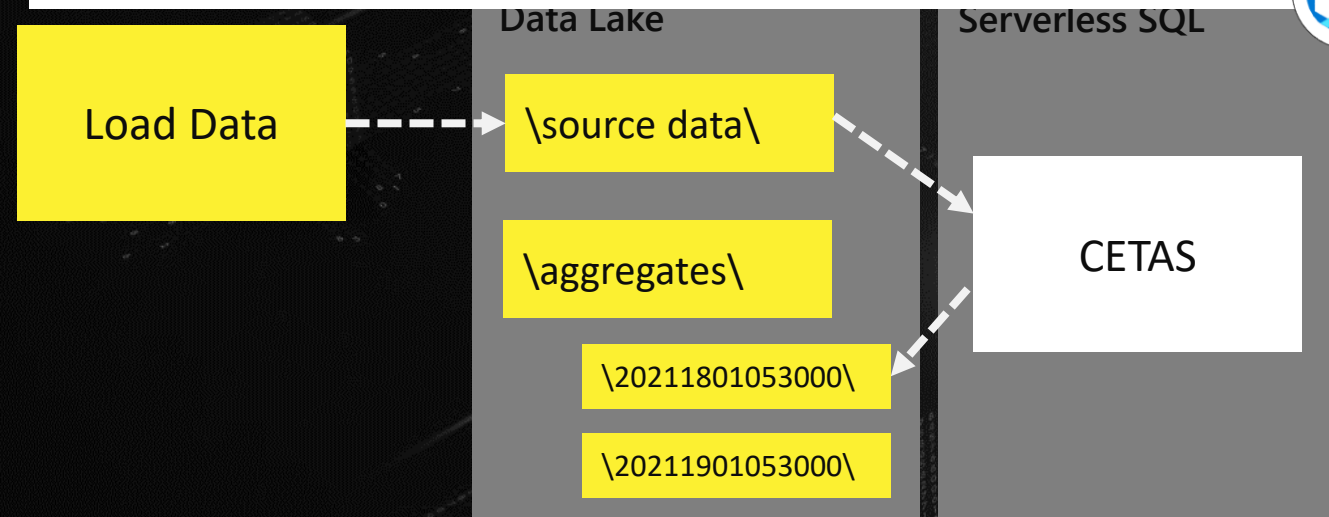 Data Lake
Serverless SQL
Load Data
\source data\
\aggregates\
CETAS
\20211801053000\
\20211901053000\